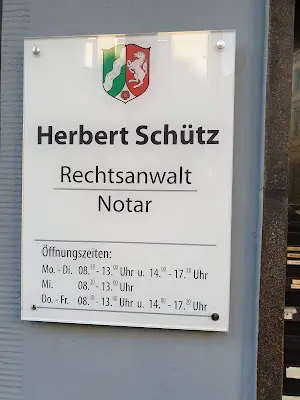 Herbert Schütz
Rechtsanwalt
Notar
Öffnungszeiten:
Mo. - Di. 08.³⁰ - 13.⁰⁰ Uhr u. 14.⁰⁰ - 17.³⁰ Uhr
Mi. 08.³⁰ - 13.⁰⁰ Uhr
Do. - Fr. 08.³⁰ - 13.⁰⁰ Uhr u. 14.⁰⁰ - 17.³⁰ Uhr